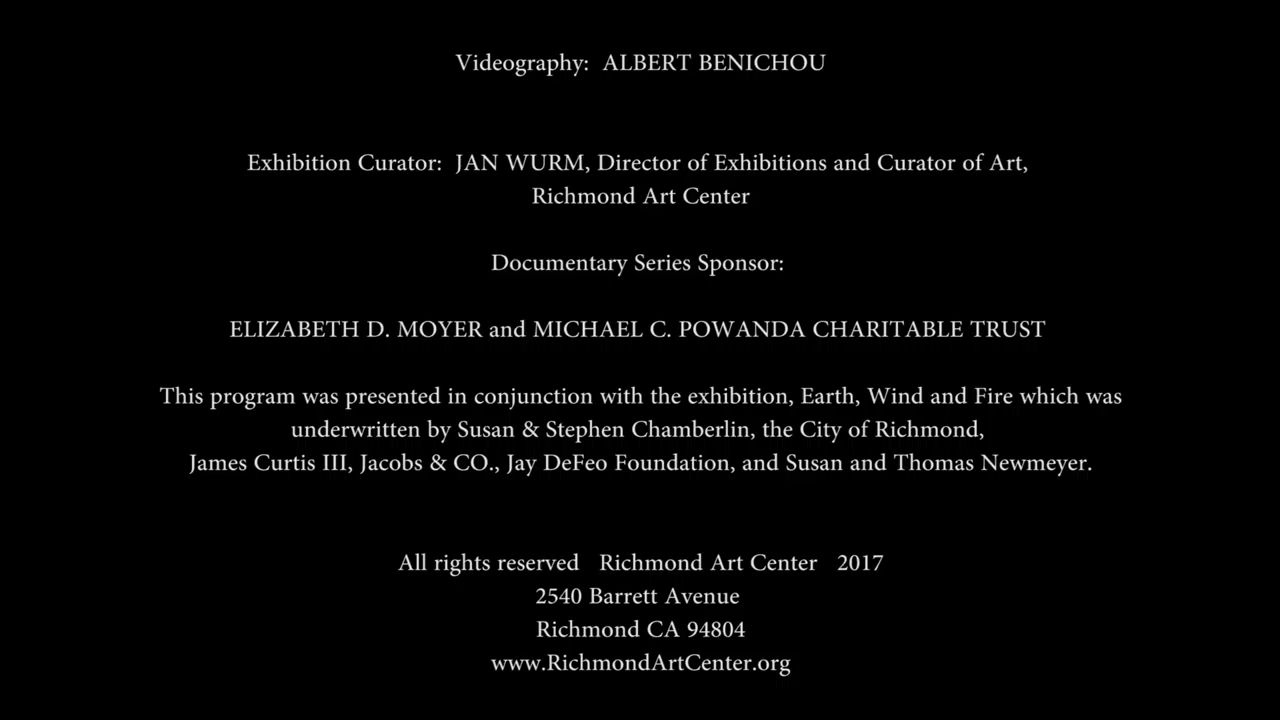 Videography: ALBERT BENICHOU
Exhibition Curator: JAN WURM, Director of Exhibitions and Curator of Art,
Richmond Art Center
Documentary Series Sponsor:
ELIZABETH D. MOYER and MICHAEL C. POWANDA CHARITABLE TRUST
This program was presented in conjunction with the exhibition, Earth, Wind and Fire which was
underwritten by Susan & Stephen Chamberlin, the City of Richmond,
James Curtis III, Jacobs & CO., Jay DeFeo Foundation, and Susan and Thomas Newmeyer.
All rights reserved Richmond Art Center 2017
2540 Barrett Avenue
Richmond CA 94804
www.RichmondArtCenter.org